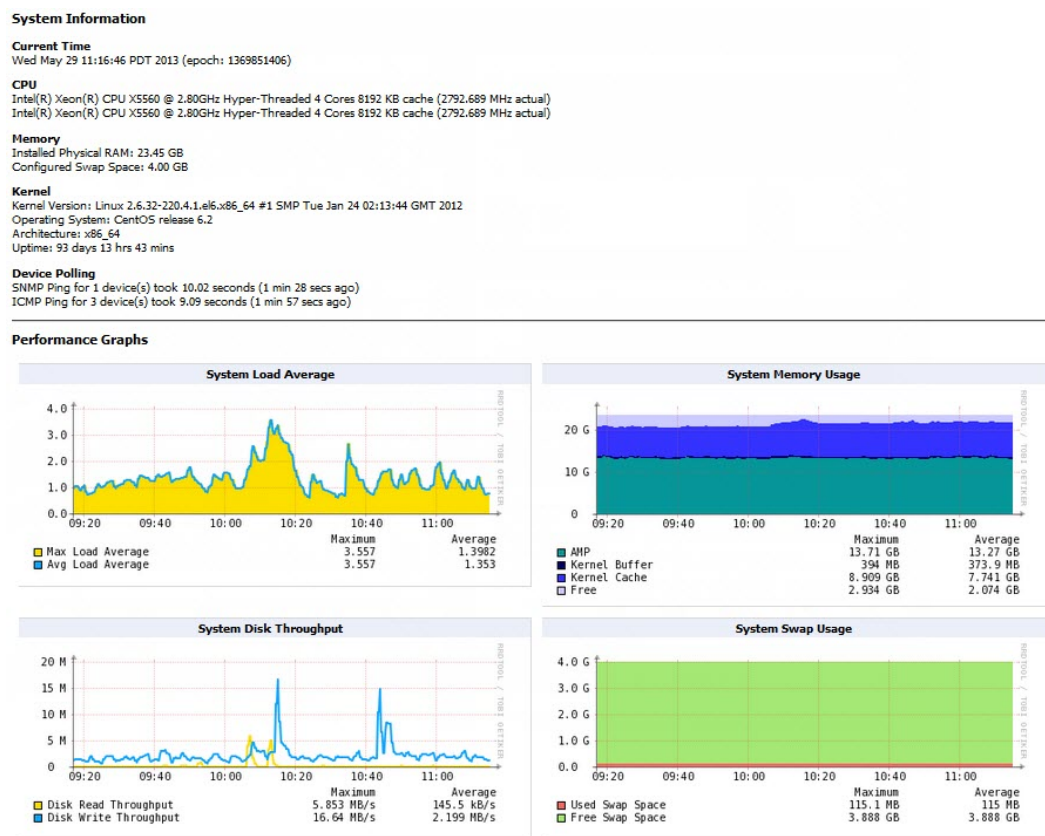 System Information
Current Time
Wed May 29 11:16:46 PDT 2013 (epoch: 1369851406)
CPU
Intel(R) Xeon(R) CPU X5560 @ 2.80GHz Hyper-Threaded 4 Cores 8192 KB cache (2792.689 MHz actual)
Intel(R) Xeon(R) CPU X5560 @ 2.80GHz Hyper-Threaded 4 Cores 8192 KB cache (2792.689 MHz actual)
Memory
Installed Physical RAM: 23.45 GB
Configured Swap Space: 4.00 GB
Kernel
Kernel Version: Linux 2.6.32-220.4.1.el6.x86_64 #1 SMP Tue Jan 24 02:13:44 GMT 2012
Operating System: CentOS release 6.2
Architecture: x86_64
Uptime: 93 days 13 hrs 43 mins
Device Polling
SNMP Ping for 1 device(s) took 10.02 seconds (1 min 28 secs ago)
ICMP Ping for 3 device(s) took 9.09 seconds (1 min 57 secs ago)
Performance Graphs
System Load Average
4.0
3.0
2.0
1.0
0.0
09:20 09:40 10:00 10:20 10:40 11:00
RRDTOOL / TOBI OETIKER
Maximum Average
Max Load Average 3.557 1.3982
Avg Load Average 3.557 1.353
System Memory Usage
20 G
10 G
0
09:20 09:40 10:00 10:20 10:40 11:00
RRDTOOL / TOBI OETIKER
Maximum Average
AMP 13.71 GB 13.27 GB
Kernel Buffer 394 MB 373.9 MB
Kernel Cache 8.909 GB 7.741 GB
Free 2.934 GB 2.074 GB
System Disk Throughput
20 M
15 M
10 M
5 M
0
09:20 09:40 10:00 10:20 10:40 11:00
RRDTOOL / TOBI OETIKER
Maximum Average
Disk Read Throughput 5.853 MB/s 145.5 kB/s
Disk Write Throughput 16.64 MB/s 2.199 MB/s
System Swap Usage
4.0 G
3.0 G
2.0 G
1.0 G
0.0
09:20 09:40 10:00 10:20 10:40 11:00
RRDTOOL / TOBI OETIKER
Maximum Average
Used Swap Space 115.1 MB 115 MB
Free Swap Space 3.888 GB 3.888 GB